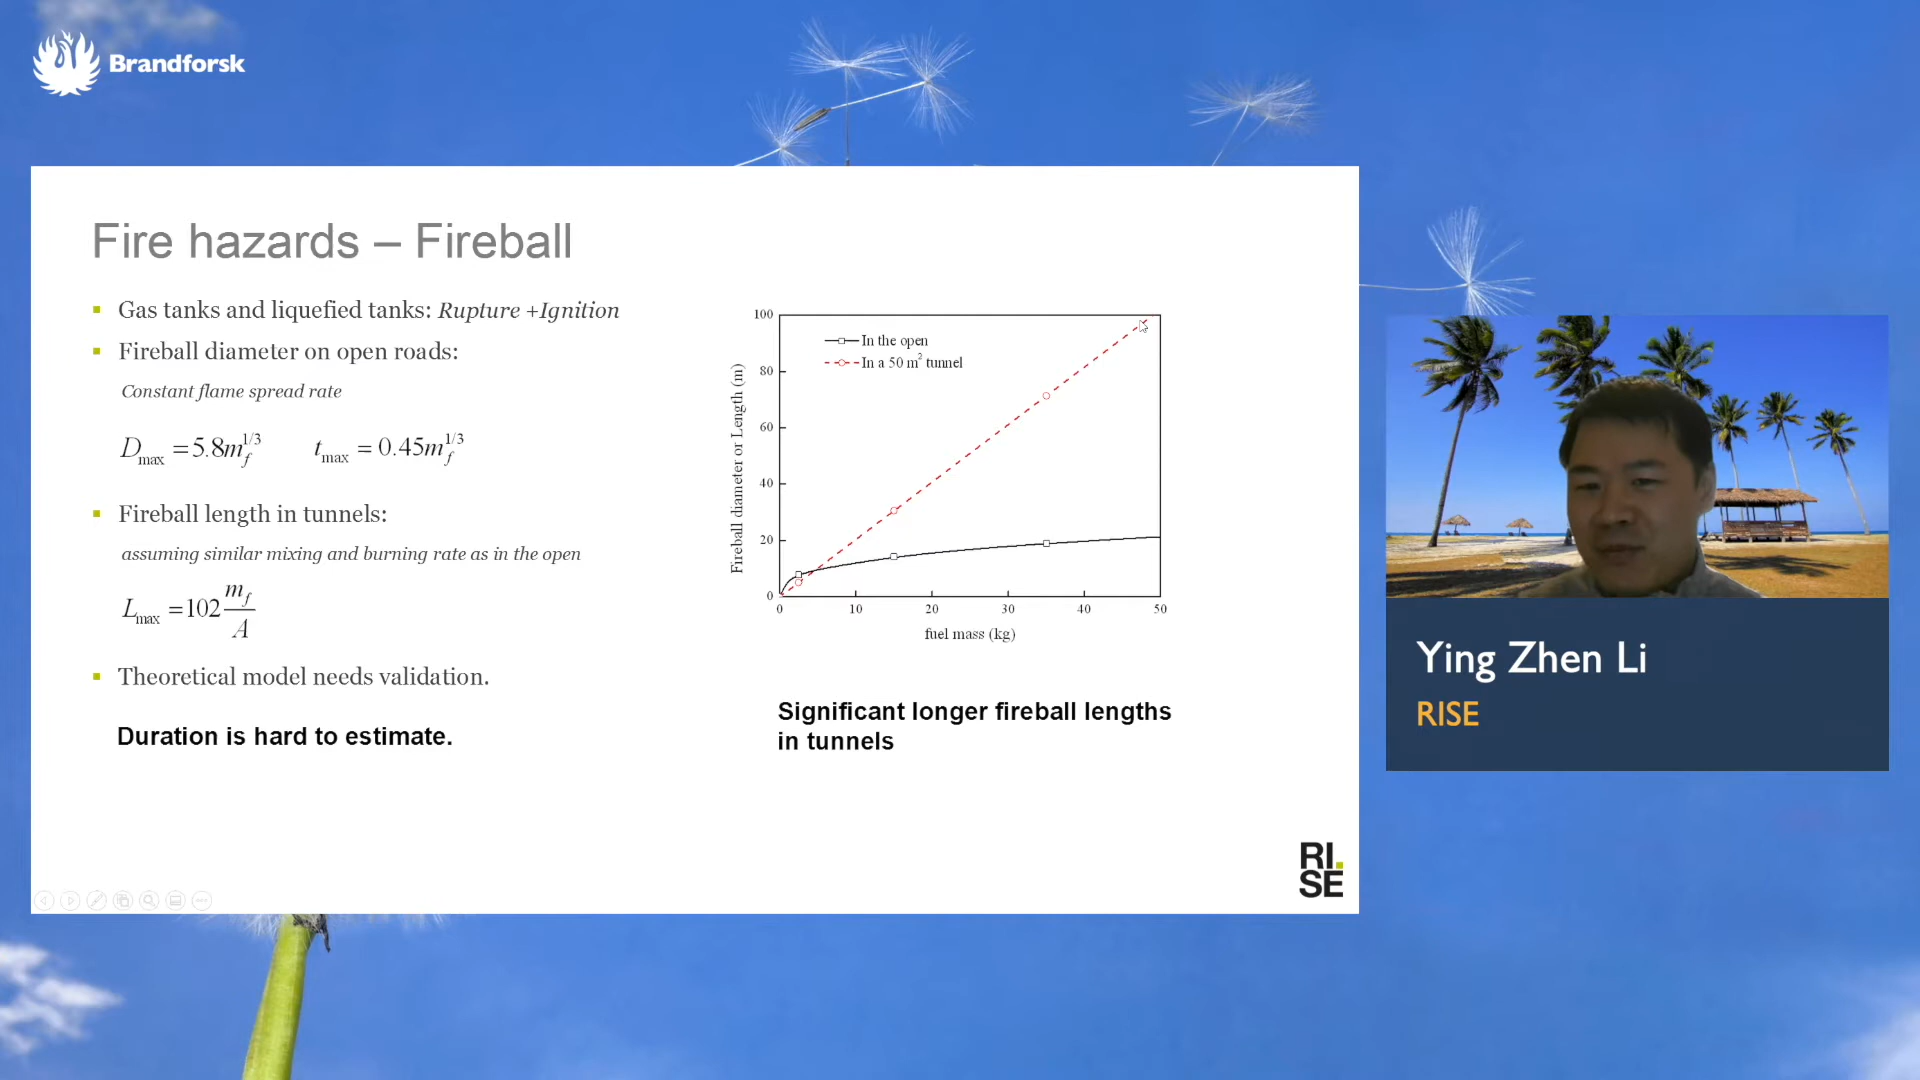 Brandforsk
Fire hazards – Fireball
Gas tanks and liquefied tanks: Rupture +Ignition
Fireball diameter on open roads:
Constant flame spread rate
D_max = 5.8m_f^1/3 t_max = 0.45m_f^1/3
Fireball length in tunnels:
assuming similar mixing and burning rate as in the open
L_max = 102 m_f/A
Theoretical model needs validation.
Duration is hard to estimate.
Fireball diameter or Length (m)
100
80
60
40
20
0
In the open
In a 50 m² tunnel
0 10 20 30 40 50
fuel mass (kg)
Significant longer fireball lengths
in tunnels
RI.
SE
Ying Zhen Li
RISE